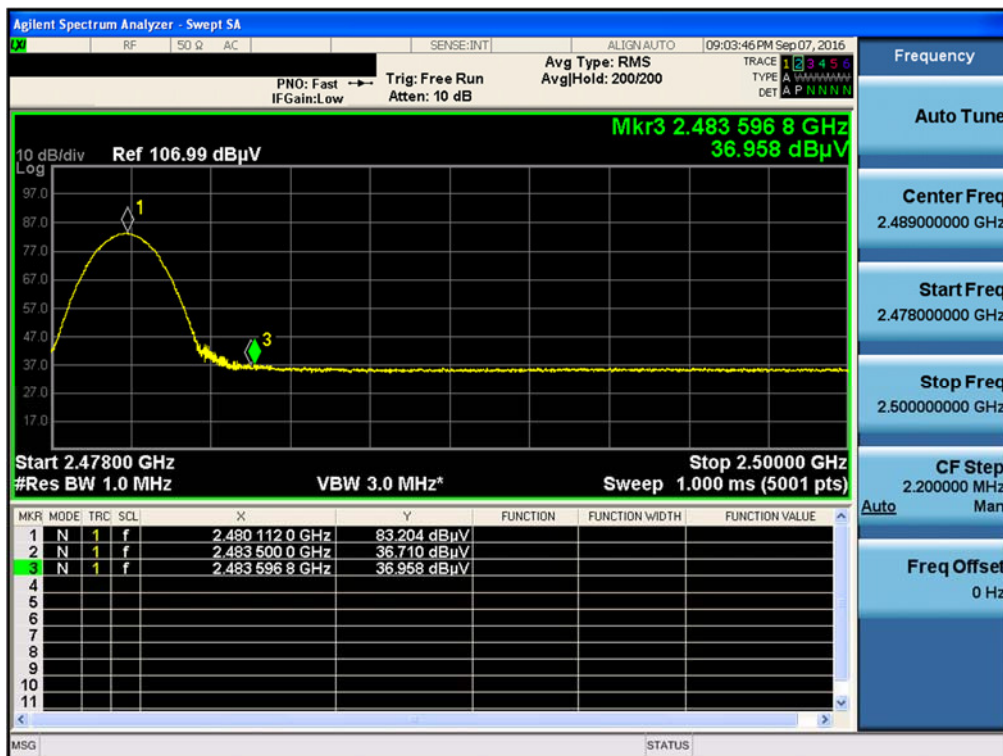 Agilent Spectrum Analyzer - Swept SA
LXI RF 50 Ω AC SENSE:INT ALIGN AUTO 09:03:46 PM Sep 07, 2016
PNO: Fast Trig: Free Run Avg Type: RMS TRACE 1 2 3 4 5 6
IFGain:Low Atten: 10 dB Avg|Hold: 200/200 TYPE A WWWWW
DET A P N N N N
Mkr3 2.483 596 8 GHz
36.958 dBµV
10 dB/div Ref 106.99 dBµV
Log
97.0
87.0
77.0
67.0
57.0
47.0
37.0
27.0
17.0
1
3
Start 2.47800 GHz Stop 2.50000 GHz
#Res BW 1.0 MHz VBW 3.0 MHz* Sweep 1.000 ms (5001 pts)
MKR MODE TRC SCL X Y FUNCTION FUNCTION WIDTH FUNCTION VALUE
1 N 1 f 2.480 112 0 GHz 83.204 dBµV
2 N 1 f 2.483 500 0 GHz 36.710 dBµV
3 N 1 f 2.483 596 8 GHz 36.958 dBµV
4
5
6
7
8
9
10
11
MSG STATUS
Frequency
Auto Tune
Center Freq
2.489000000 GHz
Start Freq
2.478000000 GHz
Stop Freq
2.500000000 GHz
CF Step
2.200000 MHz
Auto Man
Freq Offset
0 Hz